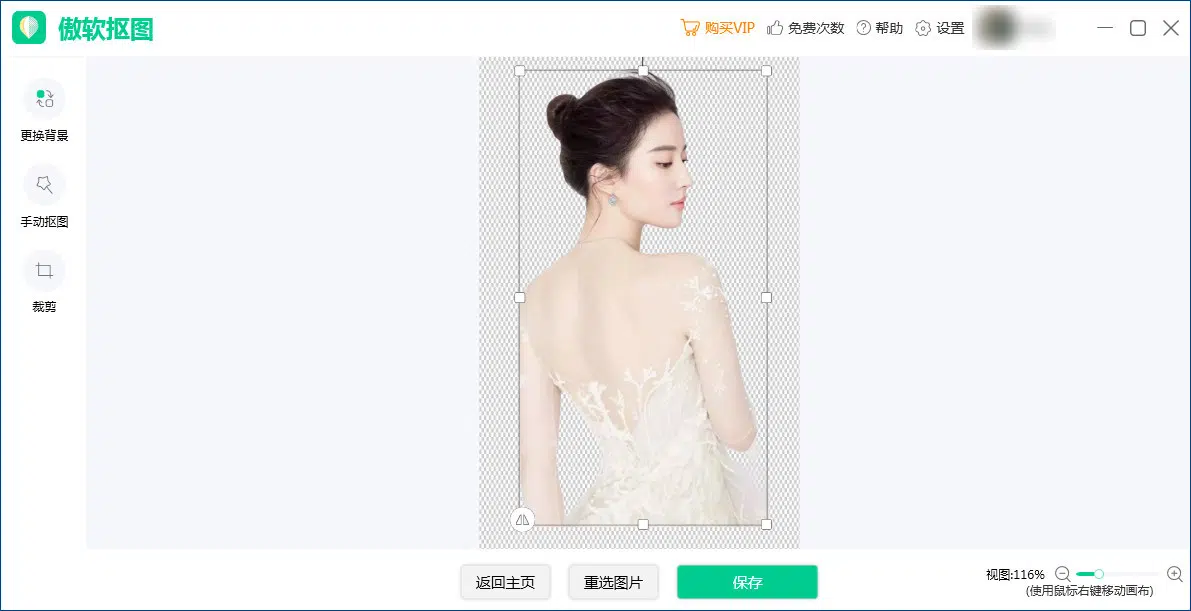 傲软抠图
购买VIP
免费次数
帮助
设置
更换背景
手动抠图
裁剪
返回主页
重选图片
保存
视图:116%
(使用鼠标右键移动画布)